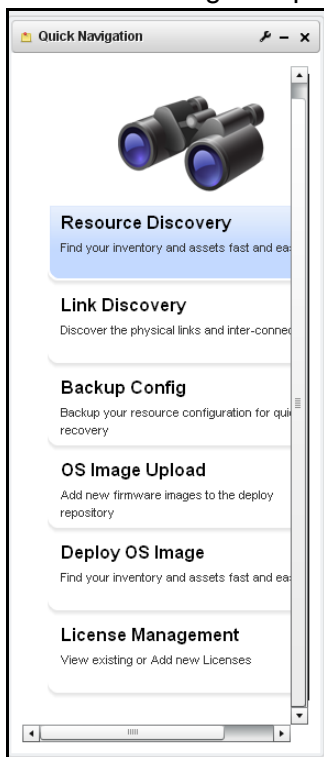 Quick Navigation
Resource Discovery
Find your inventory and assets fast and eas
Link Discovery
Discover the physical links and inter-connec
Backup Config
Backup your resource configuration for quic
recovery
OS Image Upload
Add new firmware images to the deploy
repository
Deploy OS Image
Find your inventory and assets fast and eas
License Management
View existing or Add new Licenses